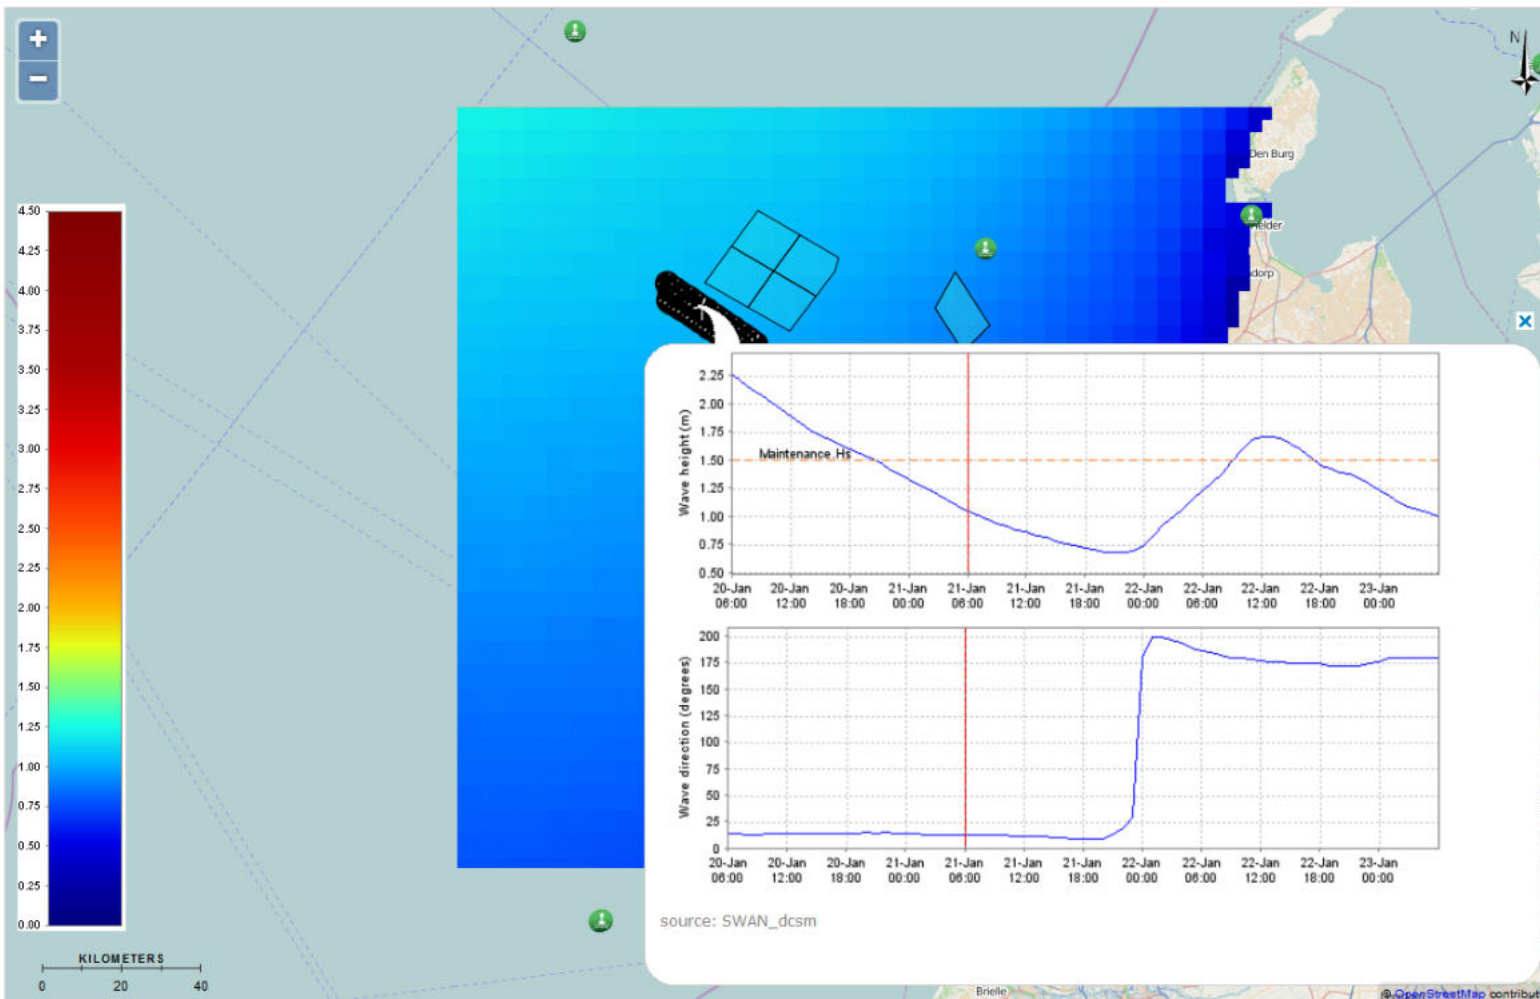 +
−
N
Den Burg
elder
dorp
4.50
4.25
4.00
3.75
3.50
3.25
3.00
2.75
2.50
2.25
2.00
1.75
1.50
1.25
1.00
0.75
0.50
0.25
0.00
KILOMETERS
0 20 40
Wave height (m)
2.25
2.00
1.75
1.50
1.25
1.00
0.75
0.50
Maintenance Hs
20-Jan 20-Jan 20-Jan 21-Jan 21-Jan 21-Jan 21-Jan 22-Jan 22-Jan 22-Jan 22-Jan 23-Jan
06:00 12:00 18:00 00:00 06:00 12:00 18:00 00:00 06:00 12:00 18:00 00:00
Wave direction (degrees)
200
175
150
125
100
75
50
25
0
20-Jan 20-Jan 20-Jan 21-Jan 21-Jan 21-Jan 21-Jan 22-Jan 22-Jan 22-Jan 22-Jan 23-Jan
06:00 12:00 18:00 00:00 06:00 12:00 18:00 00:00 06:00 12:00 18:00 00:00
source: SWAN_dcsm
Brielle
© OpenStreetMap contribut